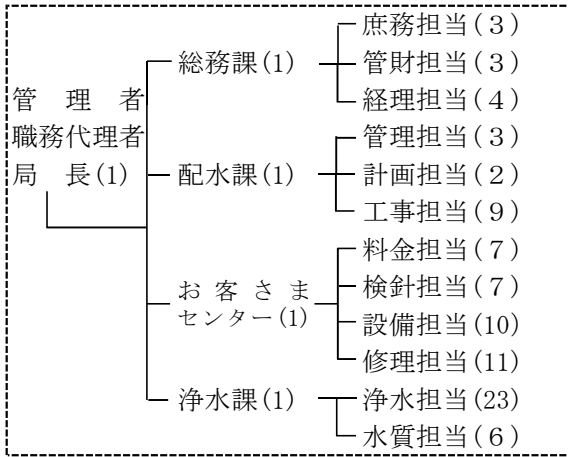 管理者
職務代理者
局長(1)
総務課(1)
庶務担当(3)
管財担当(3)
経理担当(4)
配水課(1)
管理担当(3)
計画担当(2)
工事担当(9)
お客さま
センター(1)
料金担当(7)
検針担当(7)
設備担当(10)
修理担当(11)
浄水課(1)
浄水担当(23)
水質担当(6)